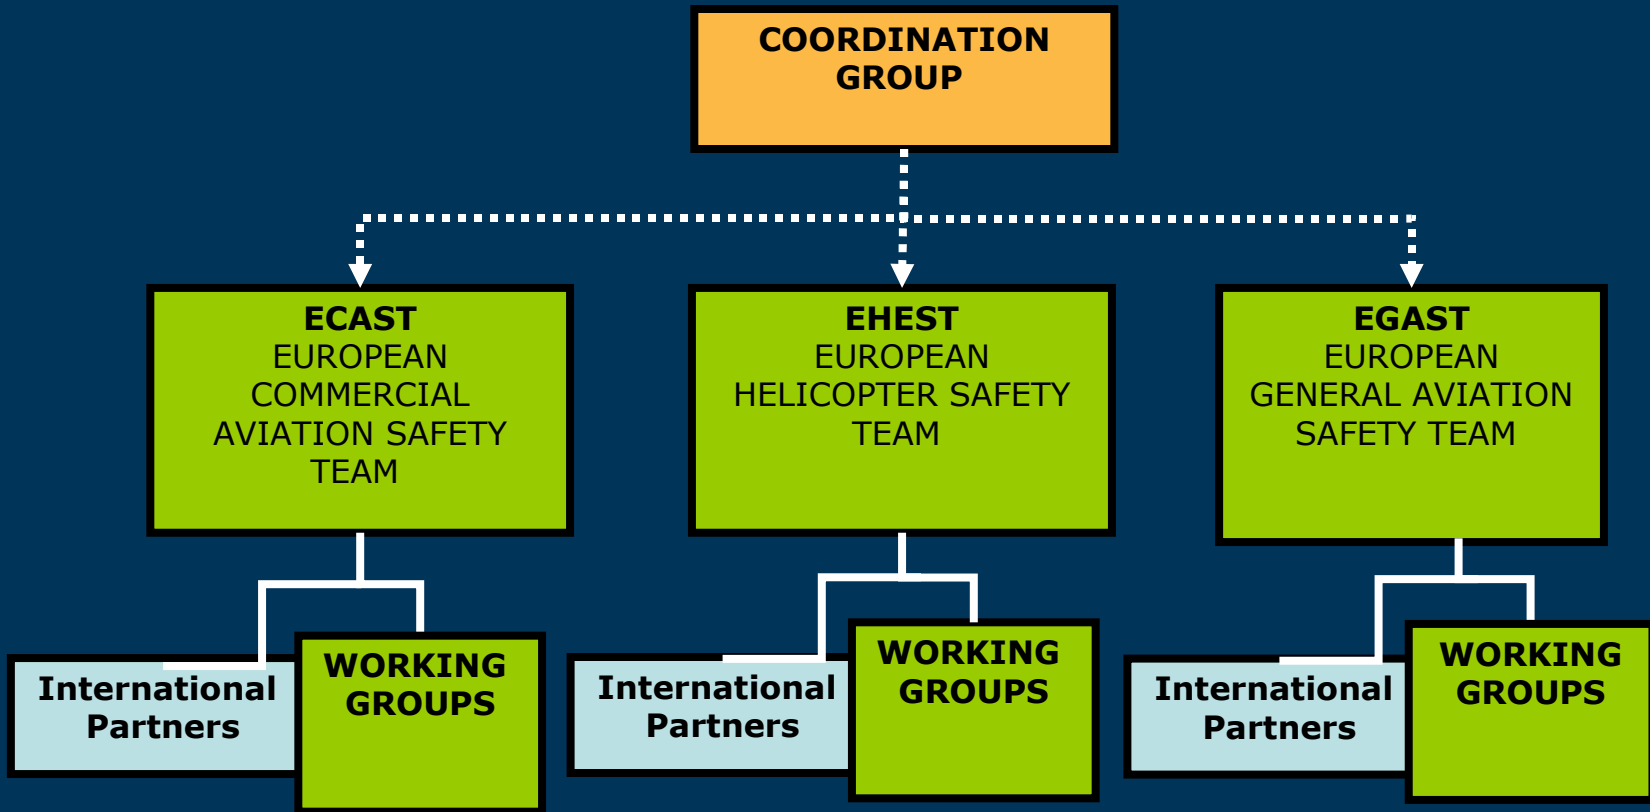 COORDINATION
GROUP
ECAST
EUROPEAN
COMMERCIAL
AVIATION SAFETY
TEAM
EHEST
EUROPEAN
HELICOPTER SAFETY
TEAM
EGAST
EUROPEAN
GENERAL AVIATION
SAFETY TEAM
International
Partners
WORKING
GROUPS
International
Partners
WORKING
GROUPS
International
Partners
WORKING
GROUPS